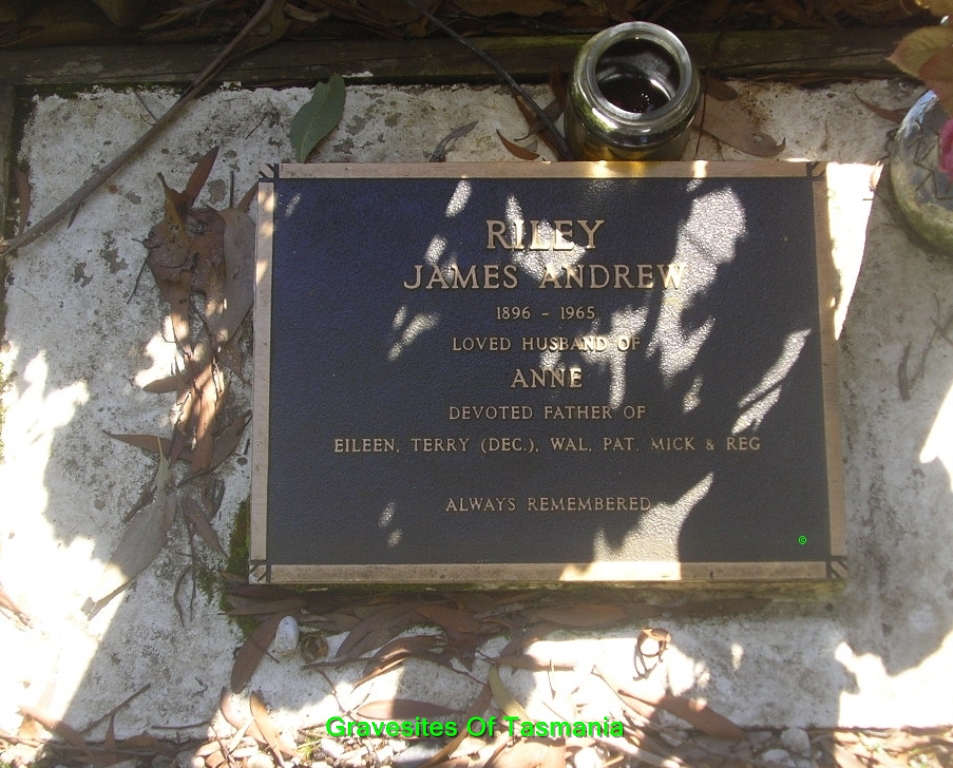 RILEY
JAMES ANDREW
1896 - 1965
LOVED HUSBAND OF
ANNE
DEVOTED FATHER OF
EILEEN, TERRY (DEC.), WAL, PAT, MICK & REG
ALWAYS REMEMBERED
©
Gravesites Of Tasmania